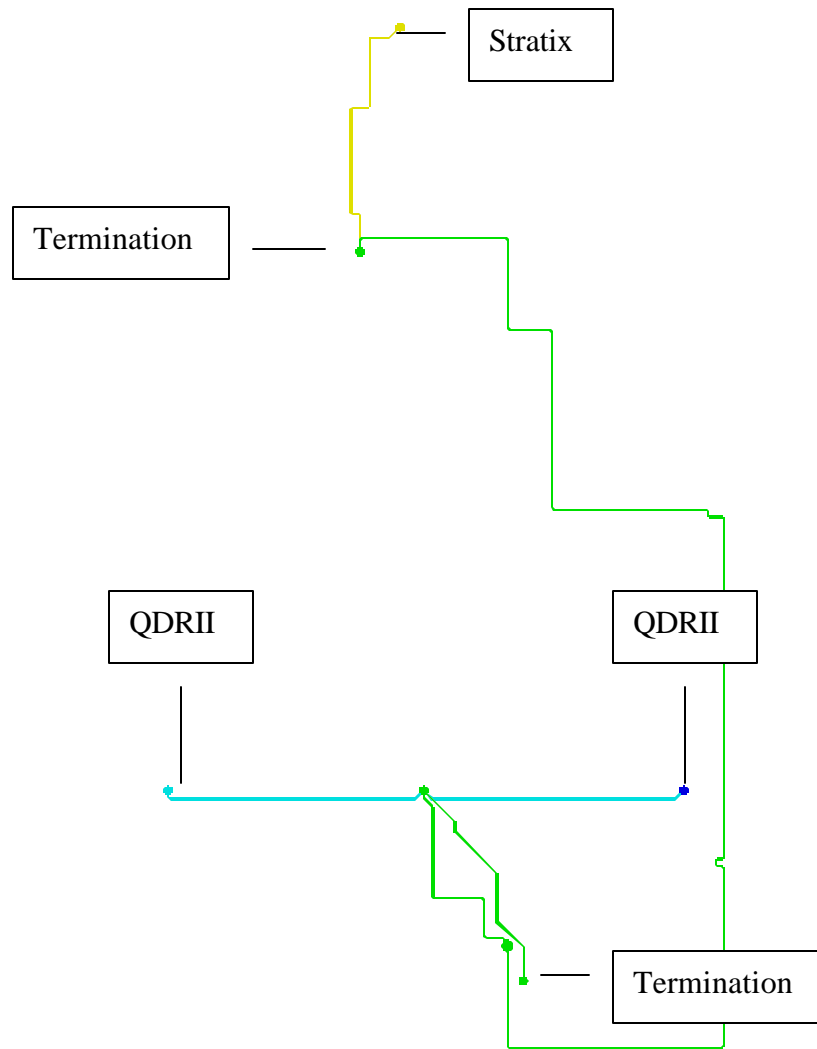 Stratix
Termination
QDRII
QDRII
Termination